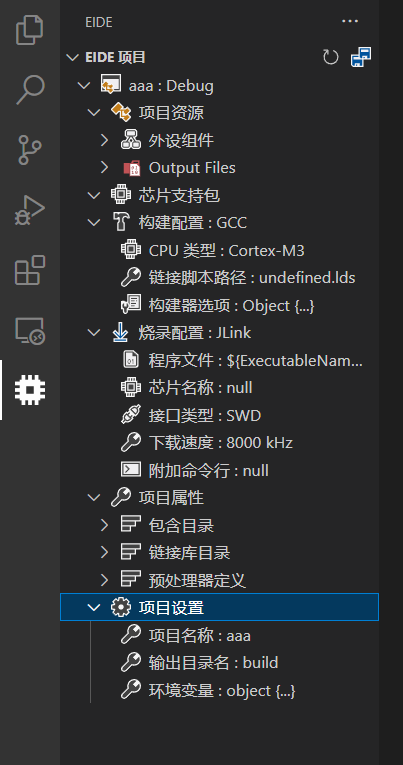 EIDE
EIDE 项目
aaa : Debug
项目资源
外设组件
Output Files
芯片支持包
构建配置 : GCC
CPU 类型 : Cortex-M3
链接脚本路径 : undefined.lds
构建器选项 : Object {...}
烧录配置 : JLink
程序文件 : ${ExecutableNam...
芯片名称 : null
接口类型 : SWD
下载速度 : 8000 kHz
附加命令行 : null
项目属性
包含目录
链接库目录
预处理器定义
项目设置
项目名称 : aaa
输出目录名 : build
环境变量 : object {...}